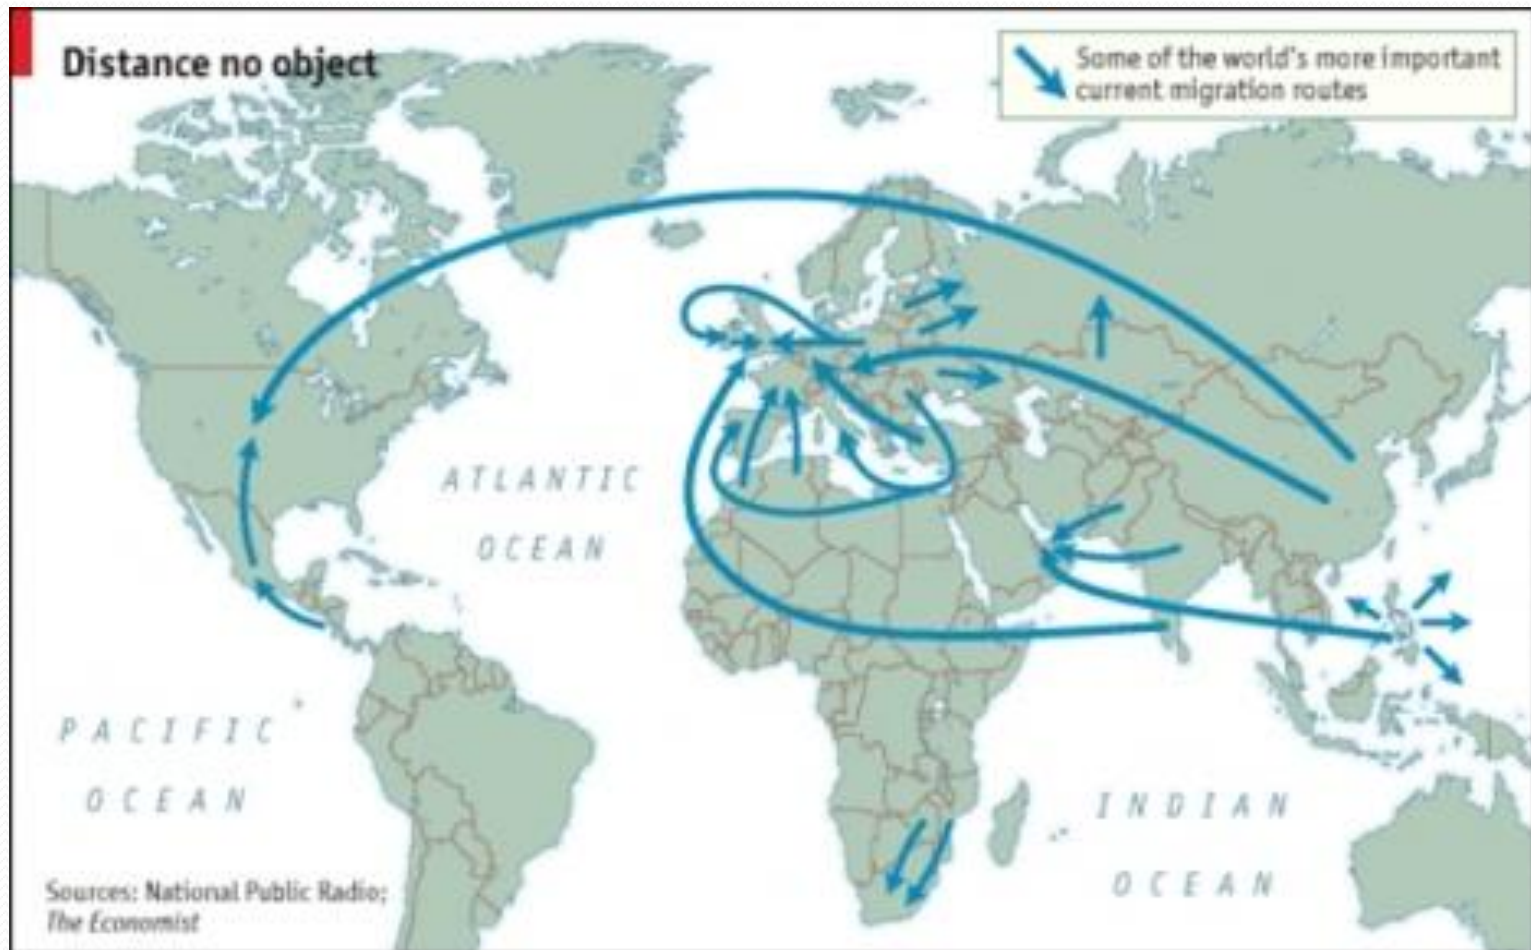 Distance no object
Some of the world's more important
current migration routes
ATLANTIC
OCEAN
PACIFIC
OCEAN
INDIAN
OCEAN
Sources: National Public Radio;
The Economist